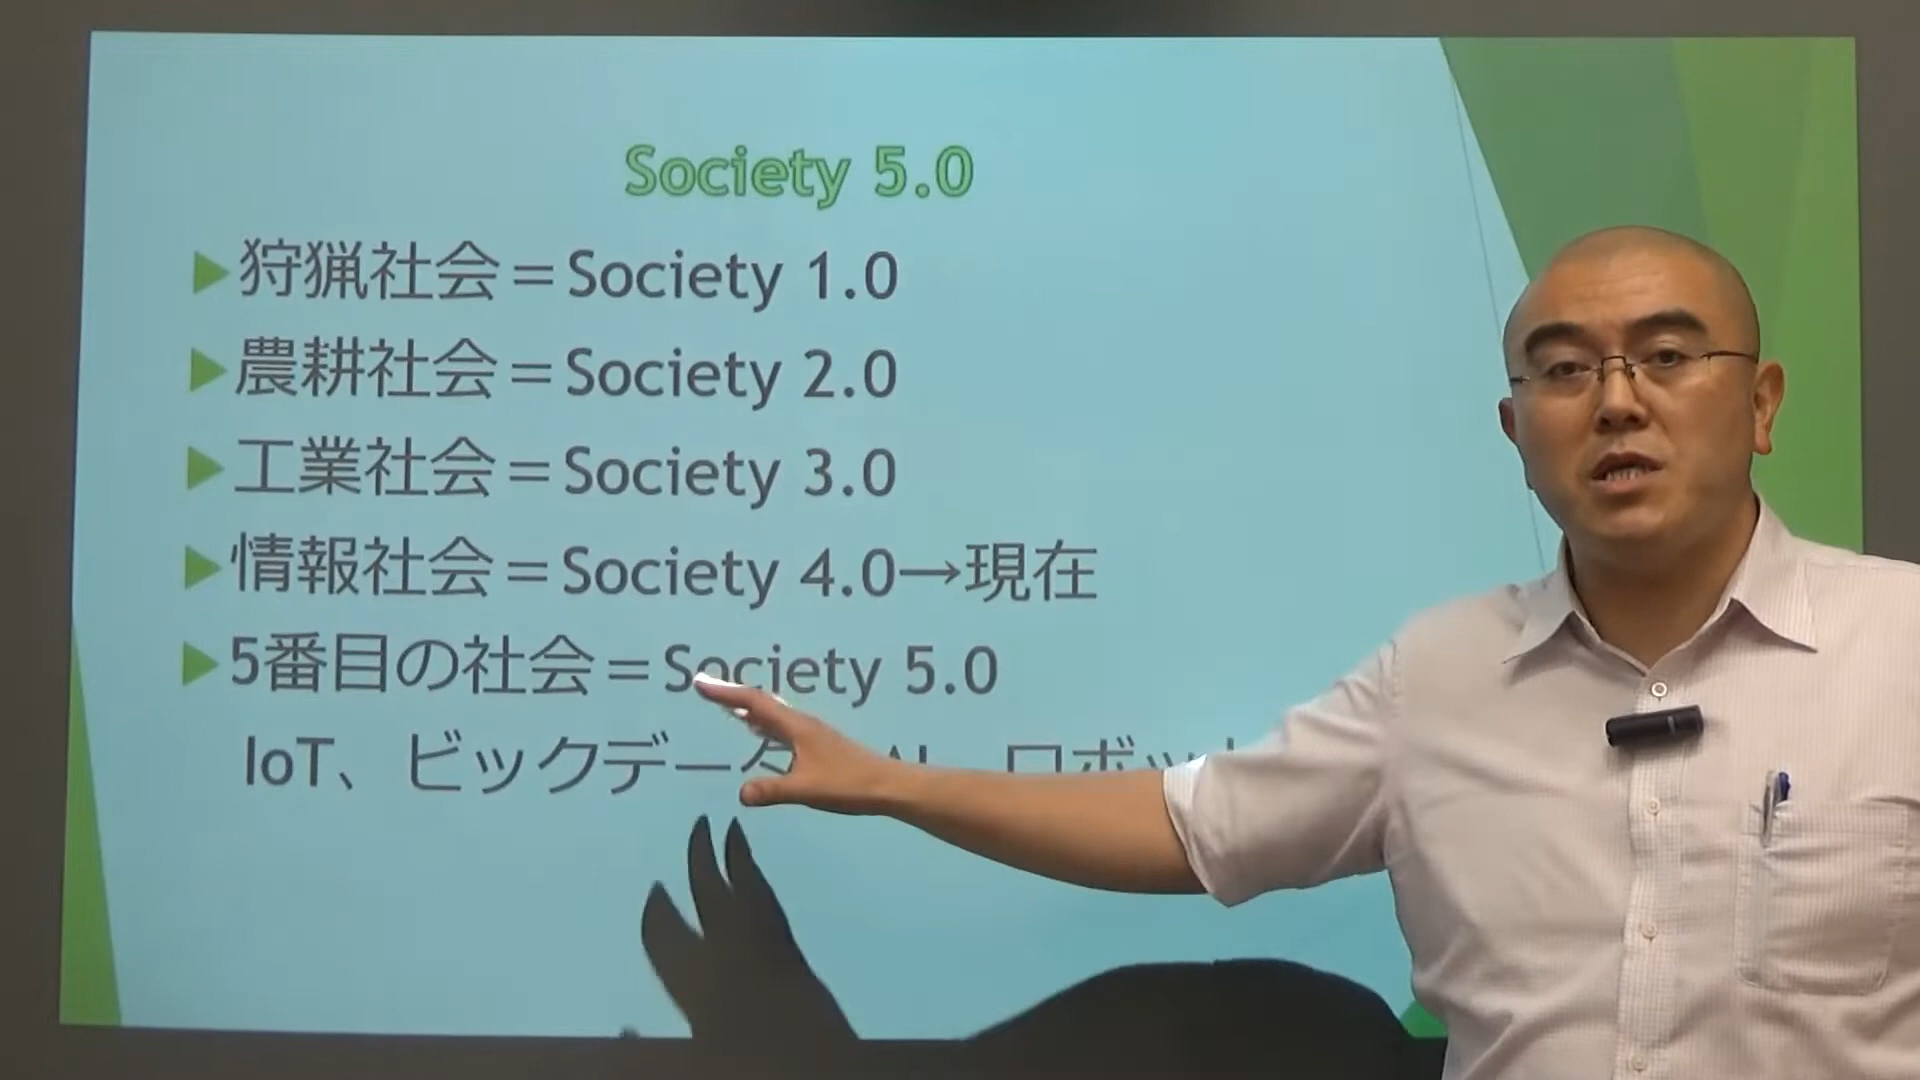 Society 5.0
▶狩猟社会＝Society 1.0
▶農耕社会＝Society 2.0
▶工業社会＝Society 3.0
▶情報社会＝Society 4.0→現在
▶5番目の社会＝Society 5.0
IoT、ビックデータ AI、ロボット